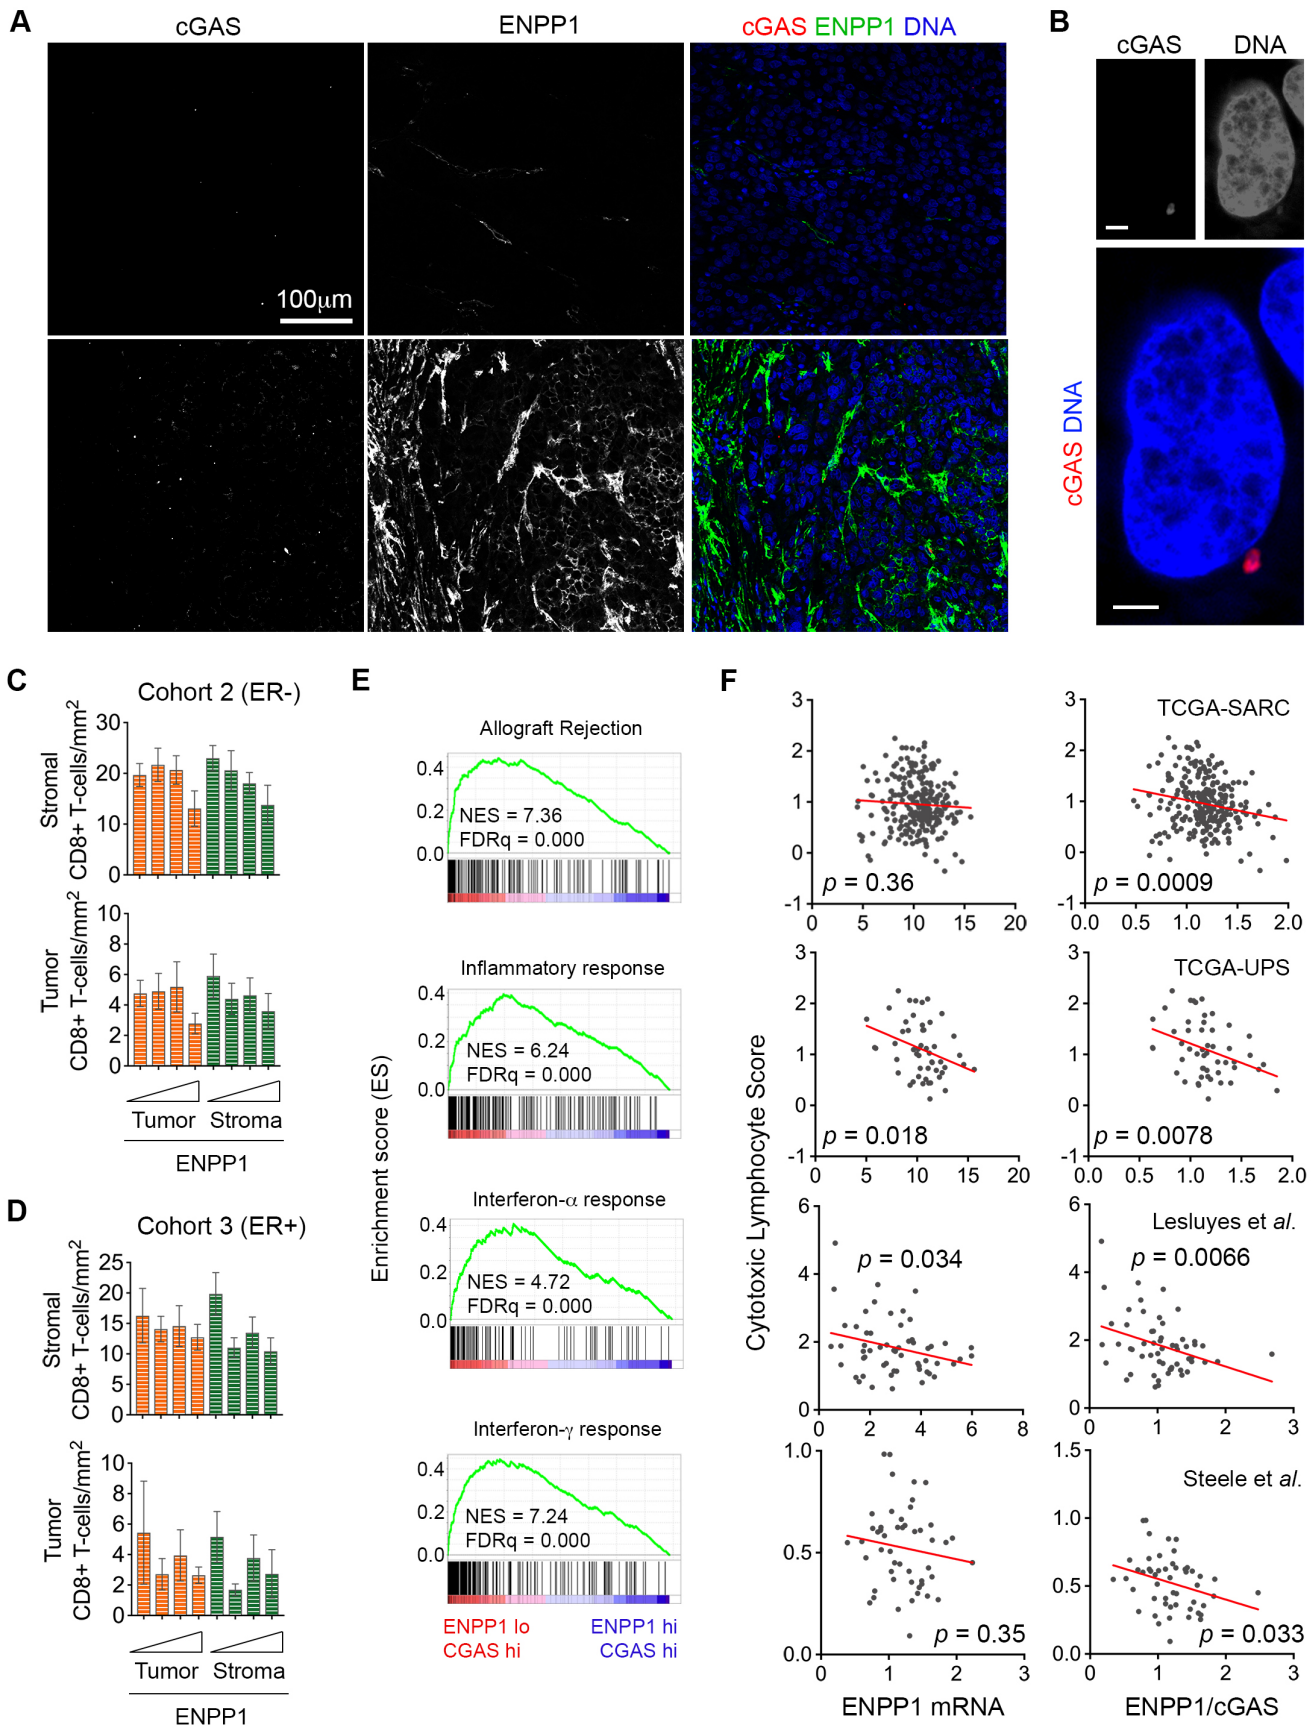 A
cGAS
ENPP1
cGAS ENPP1 DNA
100μm
B
cGAS
DNA
cGAS DNA
C
Cohort 2 (ER-)
Stromal
CD8+ T-cells/mm2
30
20
10
0
Tumor
CD8+ T-cells/mm2
10
8
6
4
2
0
Tumor Stroma
ENPP1
D
Cohort 3 (ER+)
Stromal
CD8+ T-cells/mm2
25
20
15
10
5
0
Tumor
CD8+ T-cells/mm2
10
8
6
4
2
0
Tumor Stroma
ENPP1
E
Enrichment score (ES)
Allograft Rejection
0.4
0.2
0.0
NES = 7.36
FDRq = 0.000
Inflammatory response
0.4
0.2
0.0
NES = 6.24
FDRq = 0.000
Interferon-α response
0.4
0.2
0.0
NES = 4.72
FDRq = 0.000
Interferon-γ response
0.4
0.2
0.0
NES = 7.24
FDRq = 0.000
ENPP1 lo
CGAS hi
ENPP1 hi
CGAS hi
F
Cytotoxic Lymphocyte Score
3
2
1
0
-1
p = 0.36
0 5 10 15 20
TCGA-SARC
3
2
1
0
-1
p = 0.0009
0.0 0.5 1.0 1.5 2.0
3
2
1
0
-1
p = 0.018
0 5 10 15 20
TCGA-UPS
3
2
1
0
-1
p = 0.0078
0.0 0.5 1.0 1.5 2.0
6
4
2
0
p = 0.034
0 2 4 6 8
Lesluyes et al.
p = 0.0066
6
4
2
0
0 1 2 3
1.0
0.5
0.0
p = 0.35
0 1 2 3
ENPP1 mRNA
Steele et al.
1.5
1.0
0.5
0.0
p = 0.033
0 1 2 3
ENPP1/cGAS